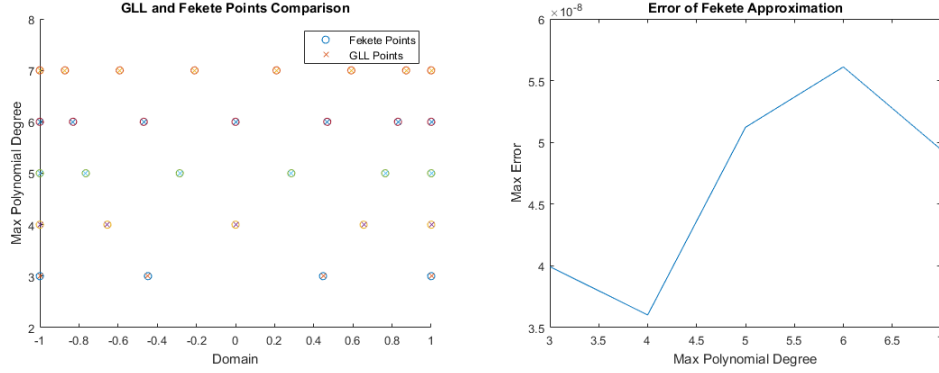 GLL and Fekete Points Comparison
8
7
6
5
4
3
2
Max Polynomial Degree
Fekete Points
GLL Points
-1 -0.8 -0.6 -0.4 -0.2 0 0.2 0.4 0.6 0.8 1
Domain
Error of Fekete Approximation
×10^-8
6
5.5
5
4.5
4
3.5
Max Error
3 3.5 4 4.5 5 5.5 6 6.5 7
Max Polynomial Degree